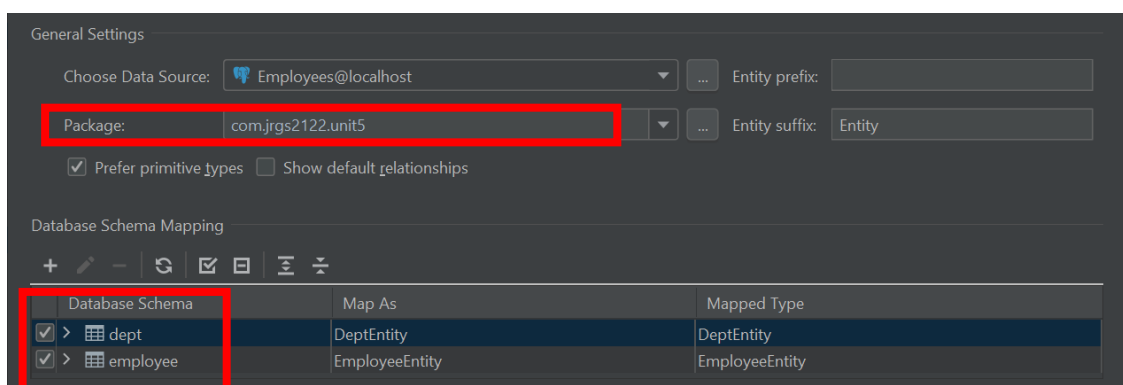 General Settings
Choose Data Source: Employees@localhost ... Entity prefix:
Package: com.jrgs2122.unit5 ... Entity suffix: Entity
Prefer primitive types Show default relationships
Database Schema Mapping
Database Schema Map As Mapped Type
dept DeptEntity DeptEntity
employee EmployeeEntity EmployeeEntity